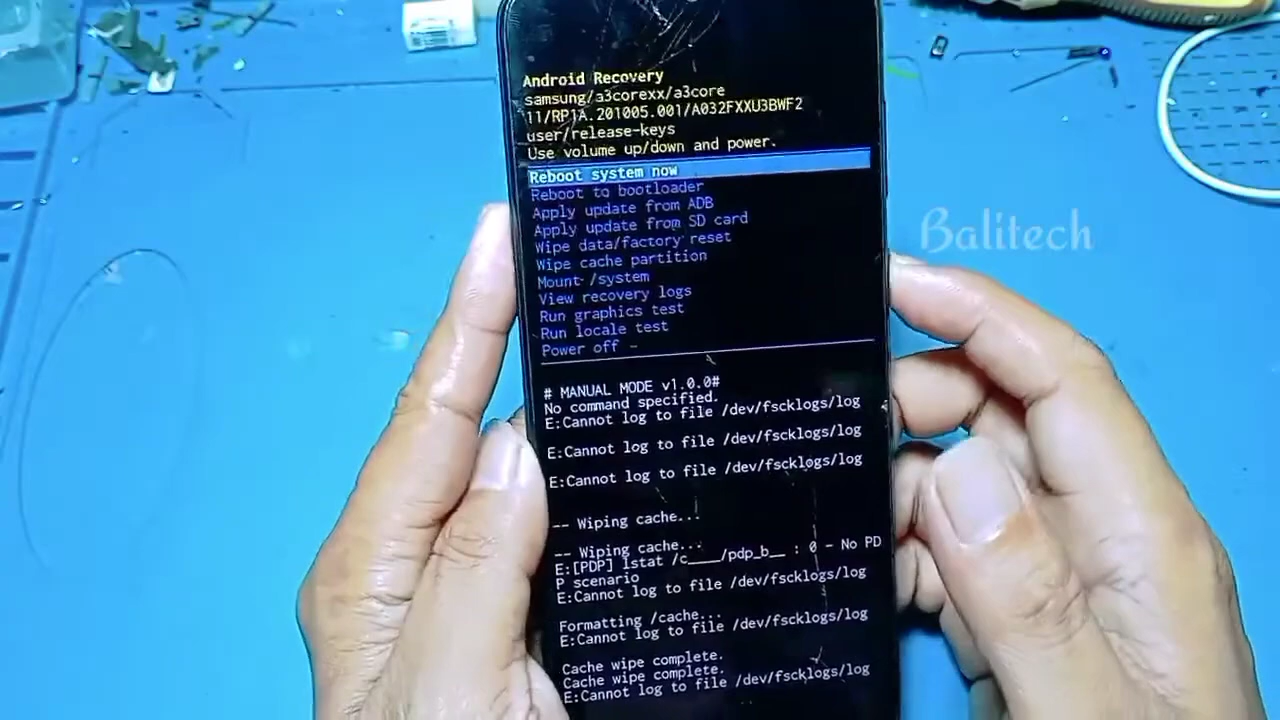 Android Recovery
samsung/a3corexx/a3core
11/RP1A.201005.001/A032FXXU3BWF2
user/release-keys
Use volume up/down and power.
Reboot system now
Reboot to bootloader
Apply update from ADB
Apply update from SD card
Wipe data/factory reset
Wipe cache partition
Mount /system
View recovery logs
Run graphics test
Run locale test
Power off
# MANUAL MODE v1.0.0#
No command specified.
E:Cannot log to file /dev/fscklogs/log
E:Cannot log to file /dev/fscklogs/log
E:Cannot log to file /dev/fscklogs/log
-- Wiping cache...
-- Wiping cache...
E:[PDP] lstat /c____/pdp_b__ : 0 - No PD
P scenario
E:Cannot log to file /dev/fscklogs/log
Formatting /cache...
E:Cannot log to file /dev/fscklogs/log
Cache wipe complete.
Cache wipe complete.
E:Cannot log to file /dev/fscklogs/log
Balitech